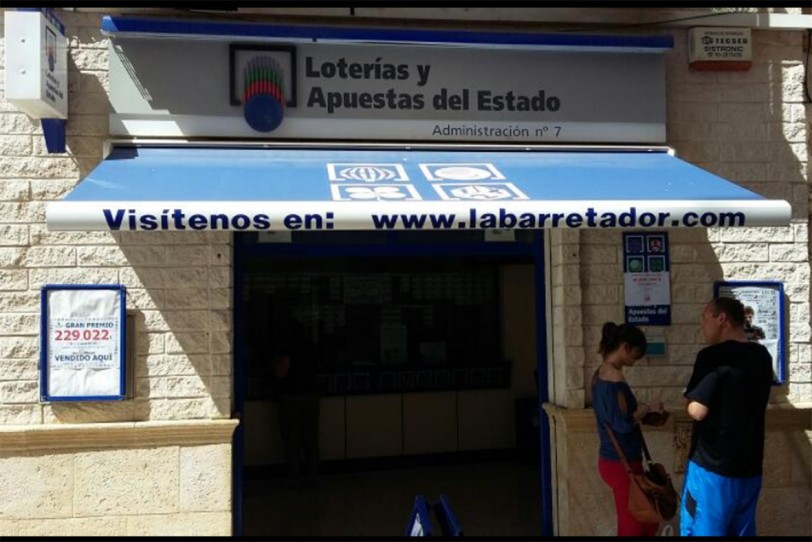 Loterías y
Apuestas del Estado
Administración nº 7
Visítenos en: www.labarretador.com
GRAN PREMIO
229.022
VENDIDO AQUÍ
Apuestas del
Estado
SISTRONIC